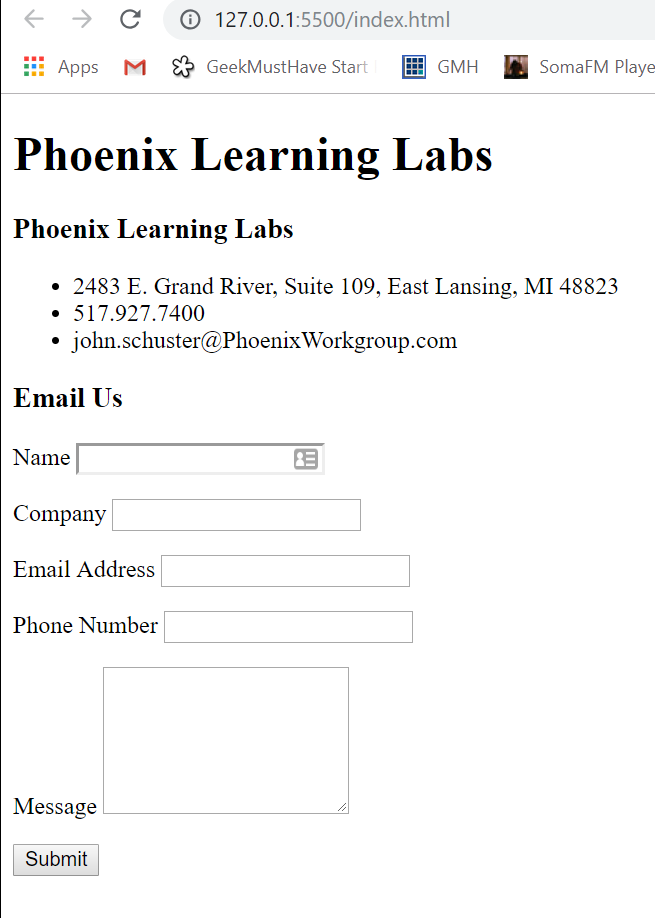 127.0.0.1:5500/index.html
Apps GeekMustHave Start GMH SomaFM Playe
Phoenix Learning Labs
Phoenix Learning Labs
2483 E. Grand River, Suite 109, East Lansing, MI 48823
517.927.7400
john.schuster@PhoenixWorkgroup.com
Email Us
Name
Company
Email Address
Phone Number
Message
Submit